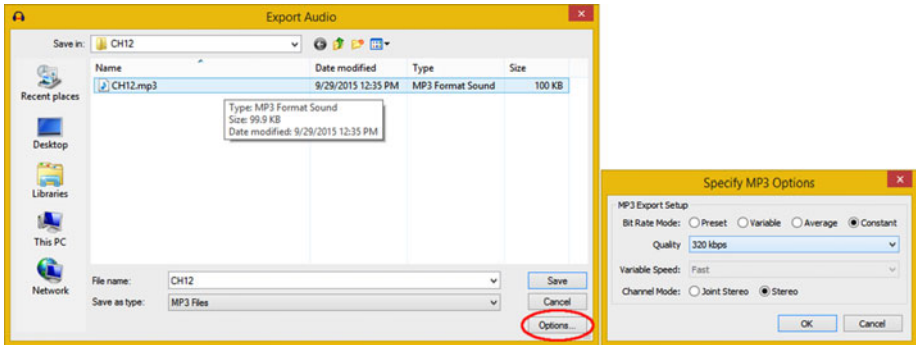 Export Audio
Save in: CH12
Name Date modified Type Size
CH12.mp3 9/29/2015 12:35 PM MP3 Format Sound 100 KB
Type: MP3 Format Sound
Size: 99.9 KB
Date modified: 9/29/2015 12:35 PM
Recent places
Desktop
Libraries
This PC
Network
File name: CH12 Save
Save as type: MP3 Files Cancel
Options...
Specify MP3 Options
MP3 Export Setup
Bit Rate Mode: Preset Variable Average Constant
Quality 320 kbps
Variable Speed: Fast
Channel Mode: Joint Stereo Stereo
OK Cancel